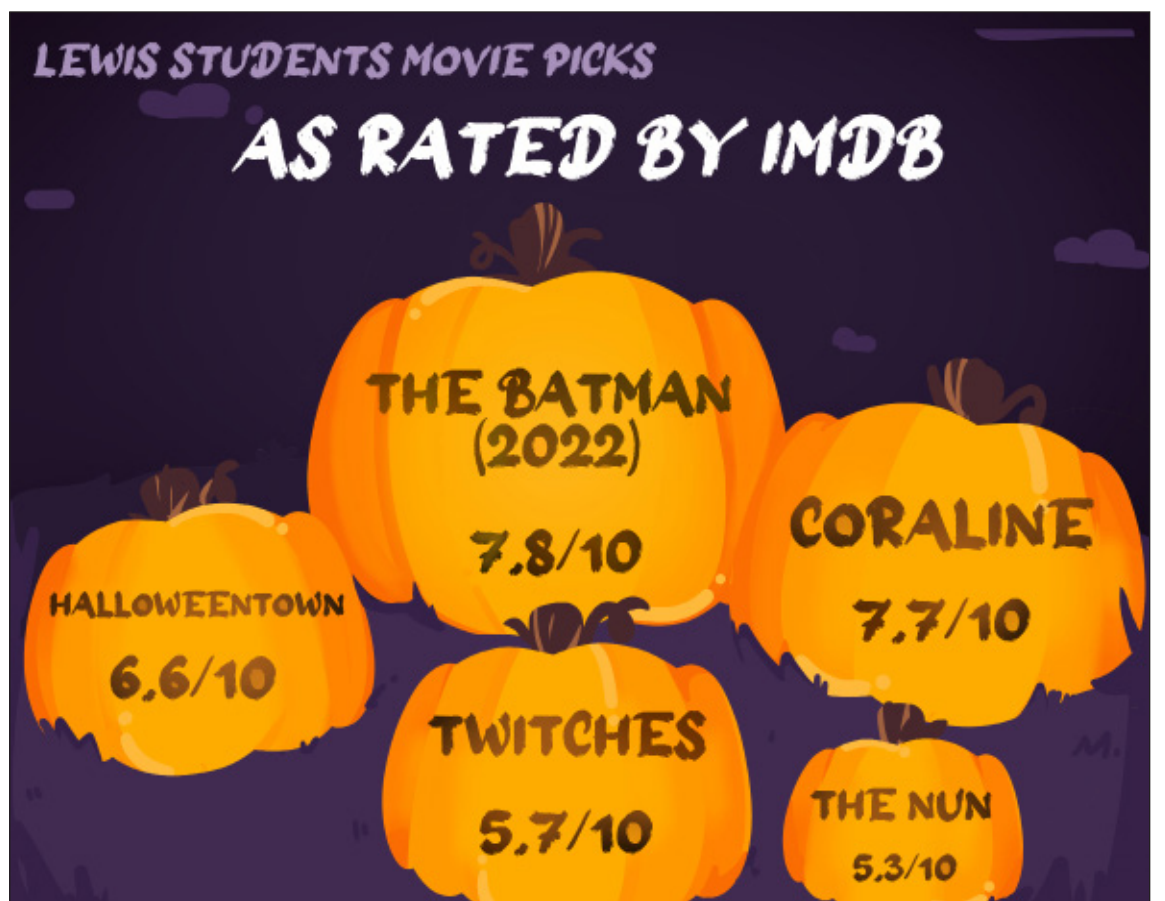 LEWIS STUDENTS MOVIE PICKS
AS RATED BY IMDB
THE BATMAN
(2022)
7.8/10
CORALINE
7.7/10
HALLOWEENTOWN
6.6/10
TWITCHES
5.7/10
THE NUN
5.3/10
M.